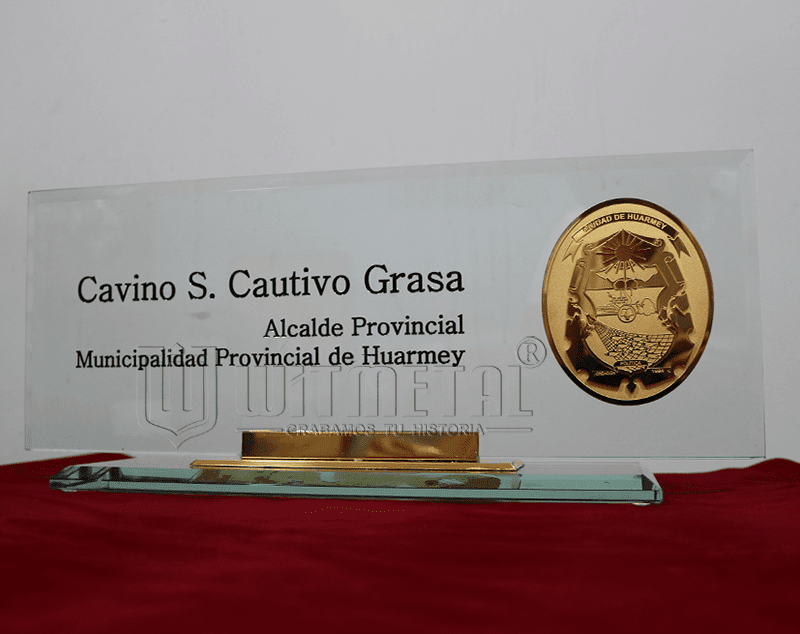 CIUDAD DE HUARMEY
Cavino S. Cautivo Grasa
Alcalde Provincial
Municipalidad Provincial de Huarmey
WITMETAL®
GRABAMOS TU HISTORIA